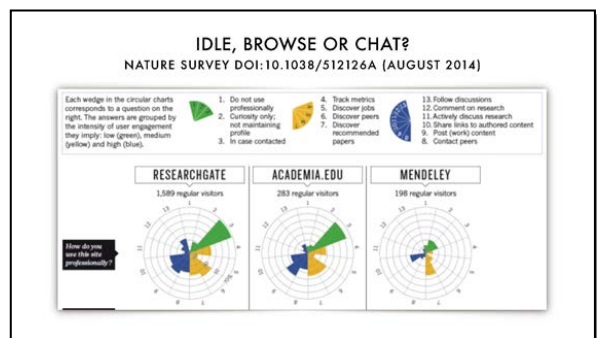 IDLE, BROWSE OR CHAT?
NATURE SURVEY DOI:10.1038/512126A (AUGUST 2014)
Each wedge in the circular charts
corresponds to a question on the
right. The answers are grouped by
the intensity of user engagement
they imply: low (green), medium
(yellow) and high (blue).
1. Do not use
professionally
2. Curiosity only;
not maintaining
profile
3. In case contacted
4. Track metrics
5. Discover jobs
6. Discover peers
7. Discover
recommended
papers
13. Follow discussions
12. Comment on research
11. Actively discuss research
10. Share links to authored content
9. Post (work) content
8. Contact peers
RESEARCHGATE
1,589 regular visitors
ACADEMIA.EDU
283 regular visitors
MENDELEY
198 regular visitors
How do you
use this site
professionally?